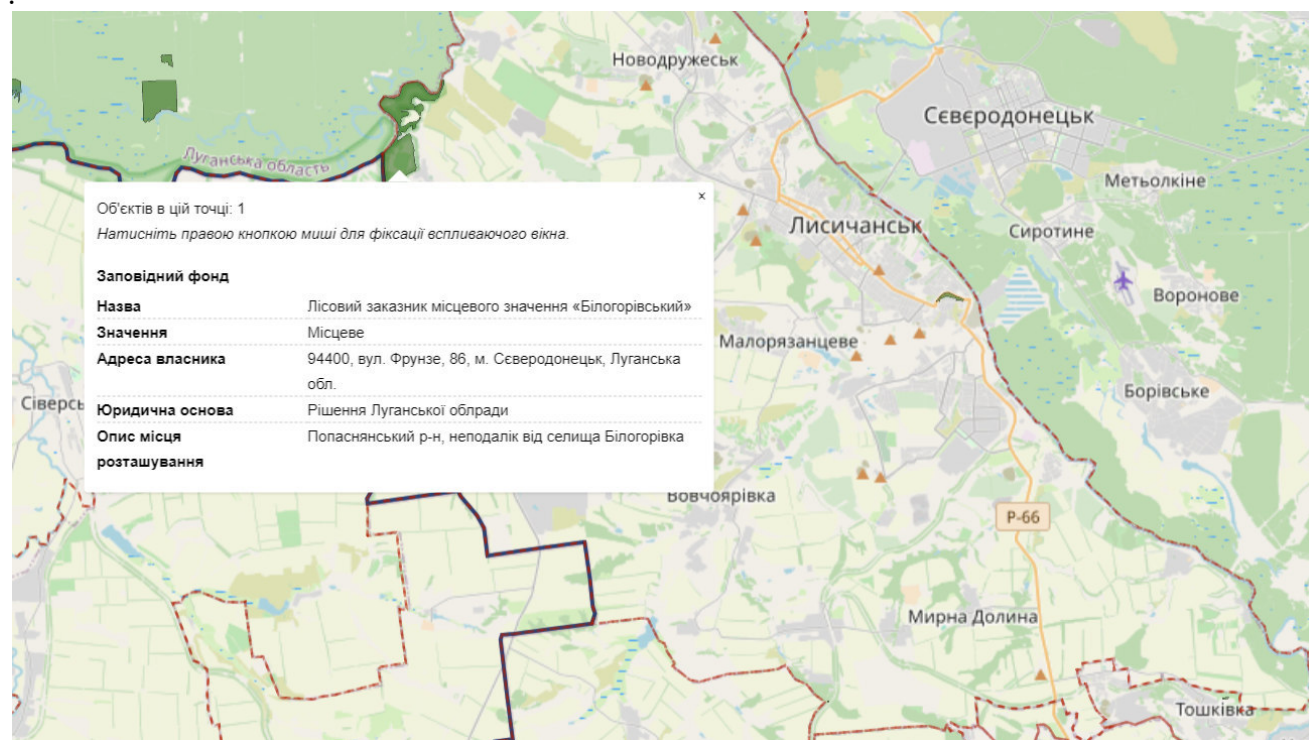 Новодружеськ
Сєвєродонецьк
Луганська область
Метьолкіне
x
Об'єктів в цій точці: 1
Натисніть правою кнопкою миші для фіксації вспливаючого вікна.
Лисичанськ
Сиротине
Заповідний фонд
Воронове
Назва Лісовий заказник місцевого значення «Білогорівський»
Значення Місцеве
Малорязанцеве
Адреса власника 94400, вул. Фрунзе, 86, м. Сєверодонецьк, Луганська
обл.
Борівське
Сіверсь
Юридична основа Рішення Луганської облради
Опис місця Попаснянський р-н, неподалік від селища Білогорівка
розташування
Вовчоярівка
Р-66
Мирна Долина
Тошківка